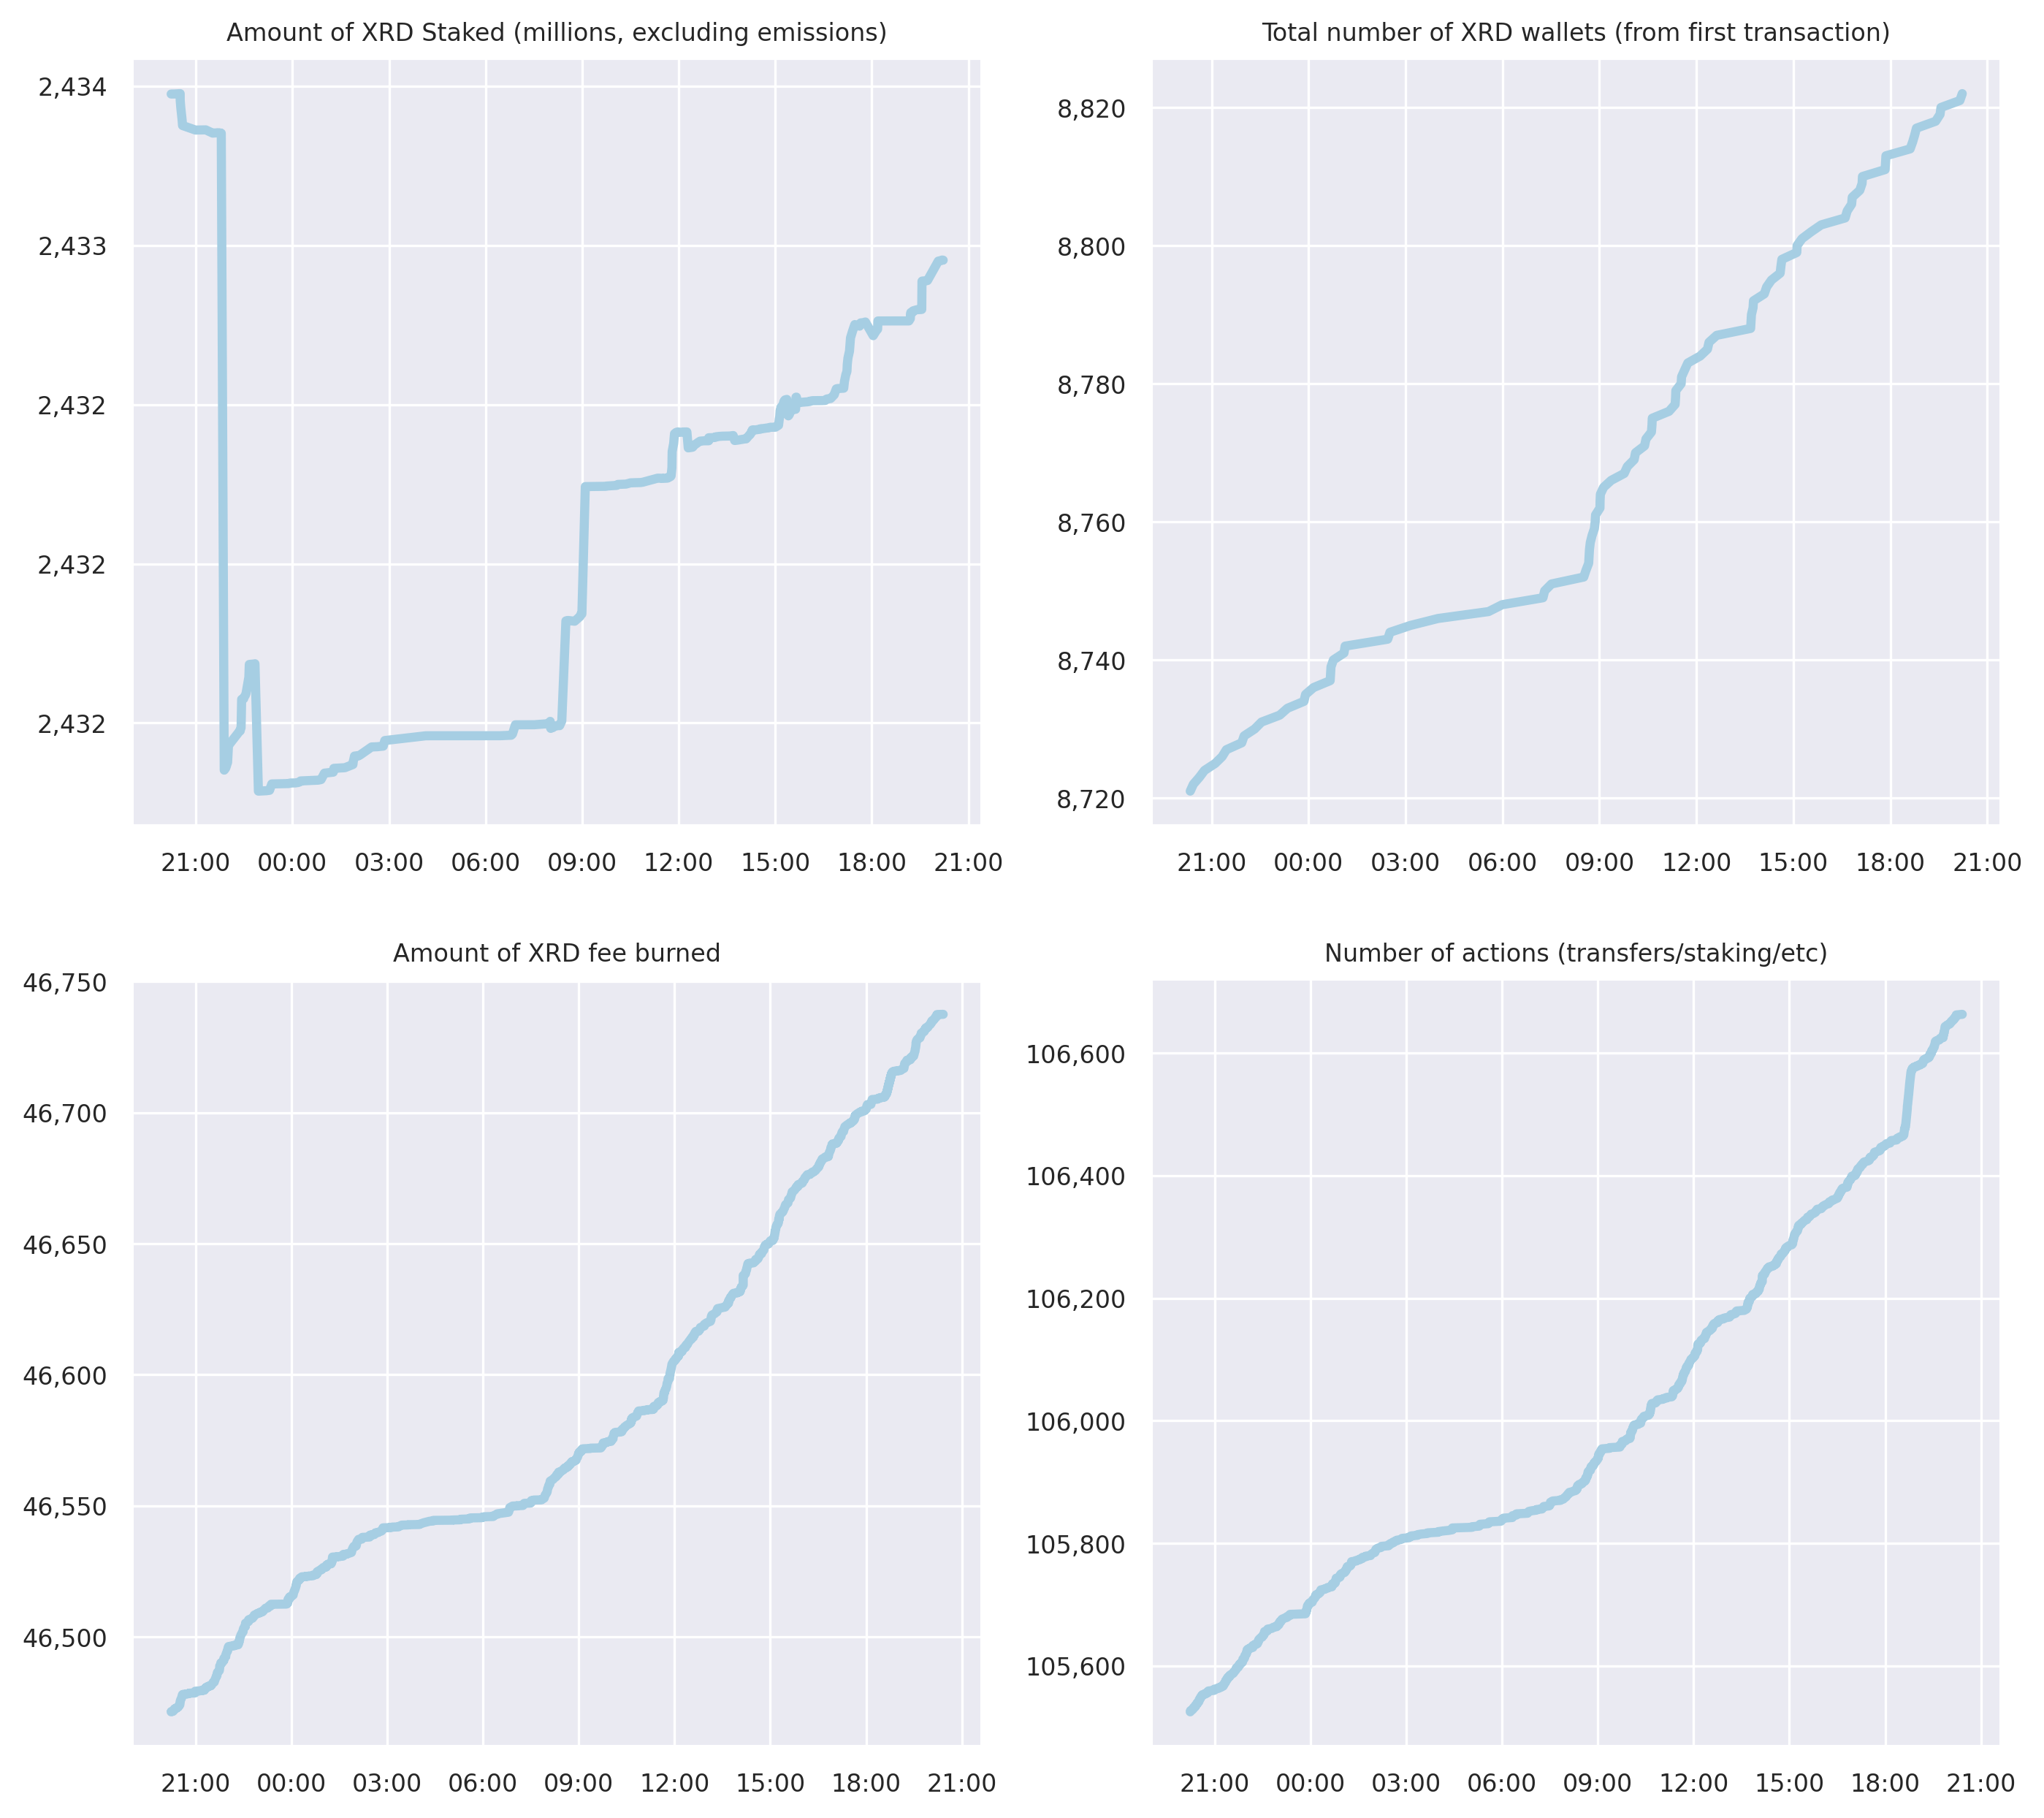 Amount of XRD Staked (millions, excluding emissions)
2,434
2,433
2,432
2,432
2,432
21:00 00:00 03:00 06:00 09:00 12:00 15:00 18:00 21:00
Total number of XRD wallets (from first transaction)
8,820
8,800
8,780
8,760
8,740
8,720
21:00 00:00 03:00 06:00 09:00 12:00 15:00 18:00 21:00
Amount of XRD fee burned
46,750
46,700
46,650
46,600
46,550
46,500
21:00 00:00 03:00 06:00 09:00 12:00 15:00 18:00 21:00
Number of actions (transfers/staking/etc)
106,600
106,400
106,200
106,000
105,800
105,600
21:00 00:00 03:00 06:00 09:00 12:00 15:00 18:00 21:00